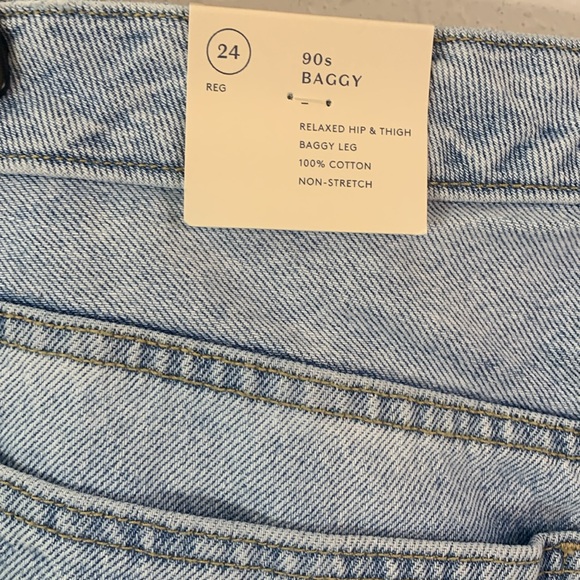 24
REG
90s
BAGGY
–
RELAXED HIP & THIGH
BAGGY LEG
100% COTTON
NON-STRETCH